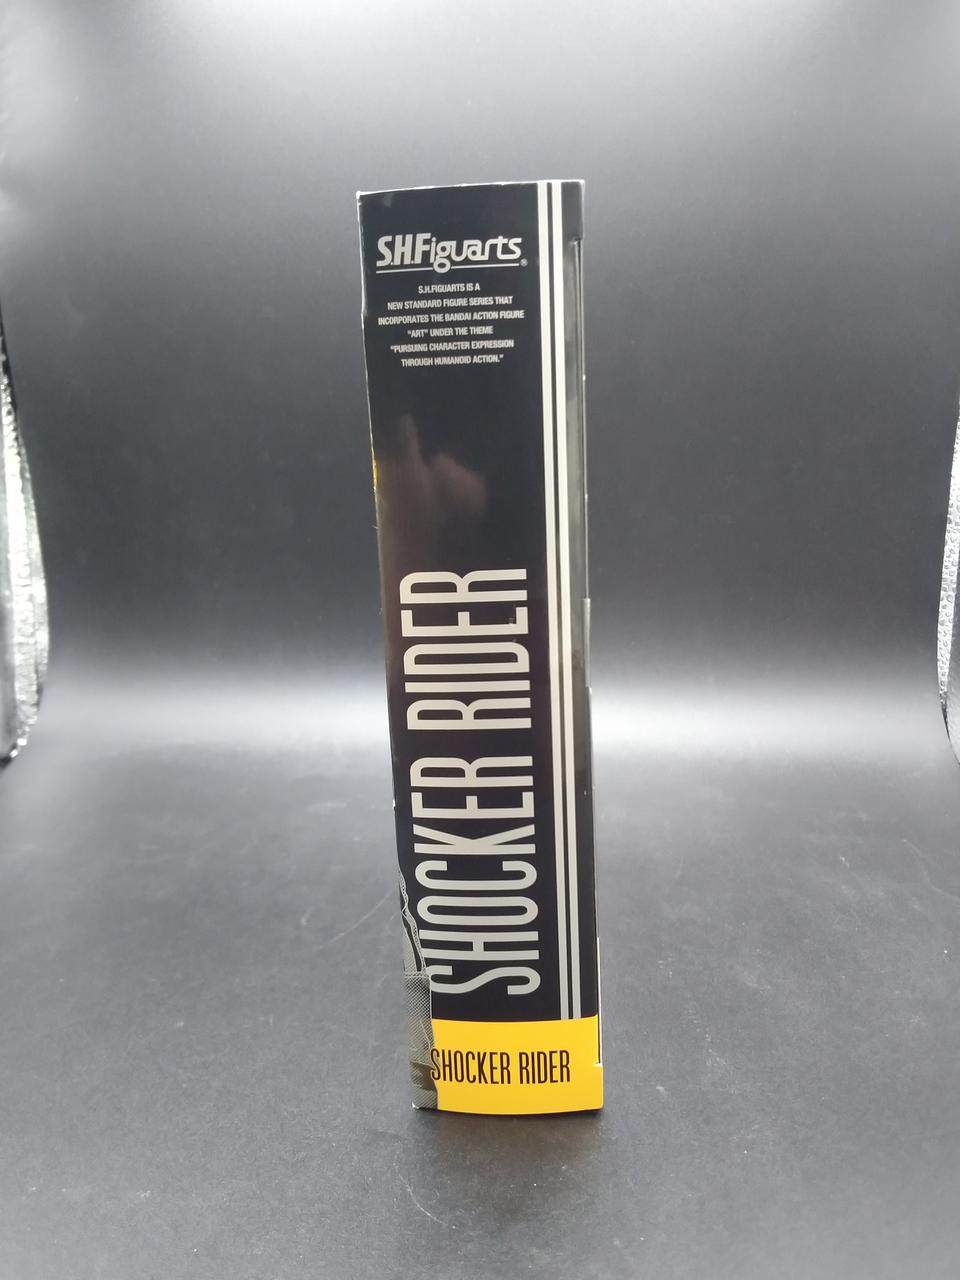 S.H.Figuarts®
S.H.FIGUARTS IS A
NEW STANDARD FIGURE SERIES THAT
INCORPORATES THE BANDAI ACTION FIGURE
"ART" UNDER THE THEME
"PURSUING CHARACTER EXPRESSION
THROUGH HUMANOID ACTION."
SHOCKER RIDER
SHOCKER RIDER